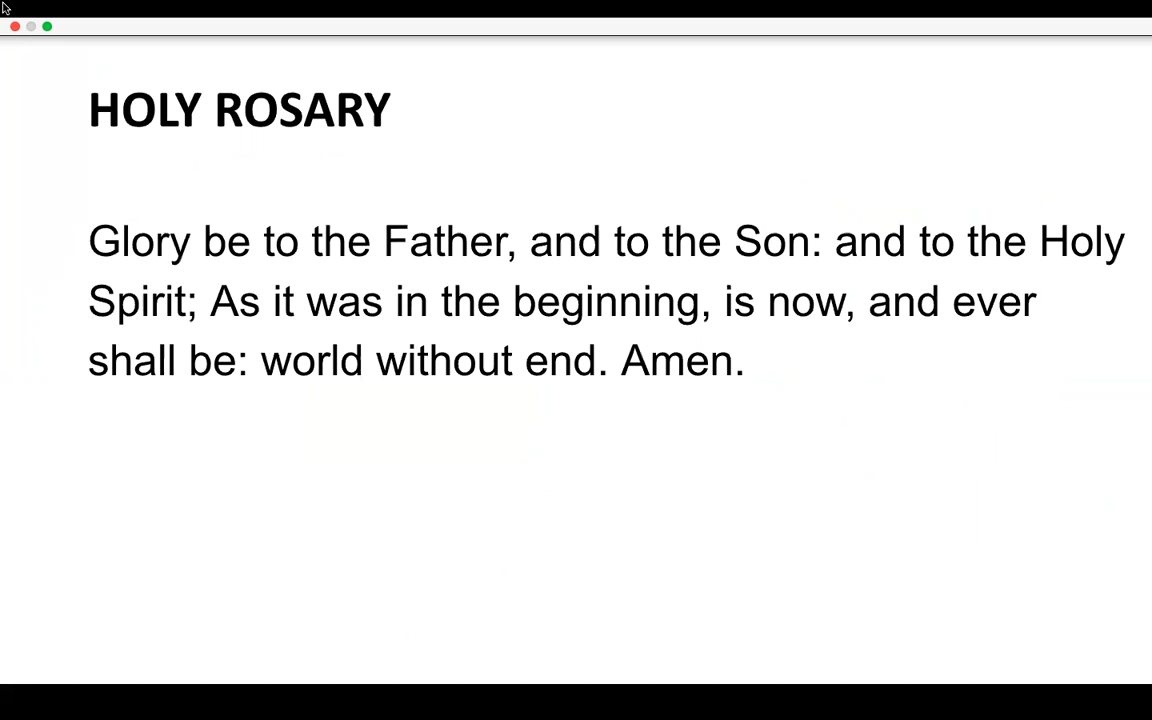 HOLY ROSARY
Glory be to the Father, and to the Son: and to the Holy
Spirit; As it was in the beginning, is now, and ever
shall be: world without end. Amen.